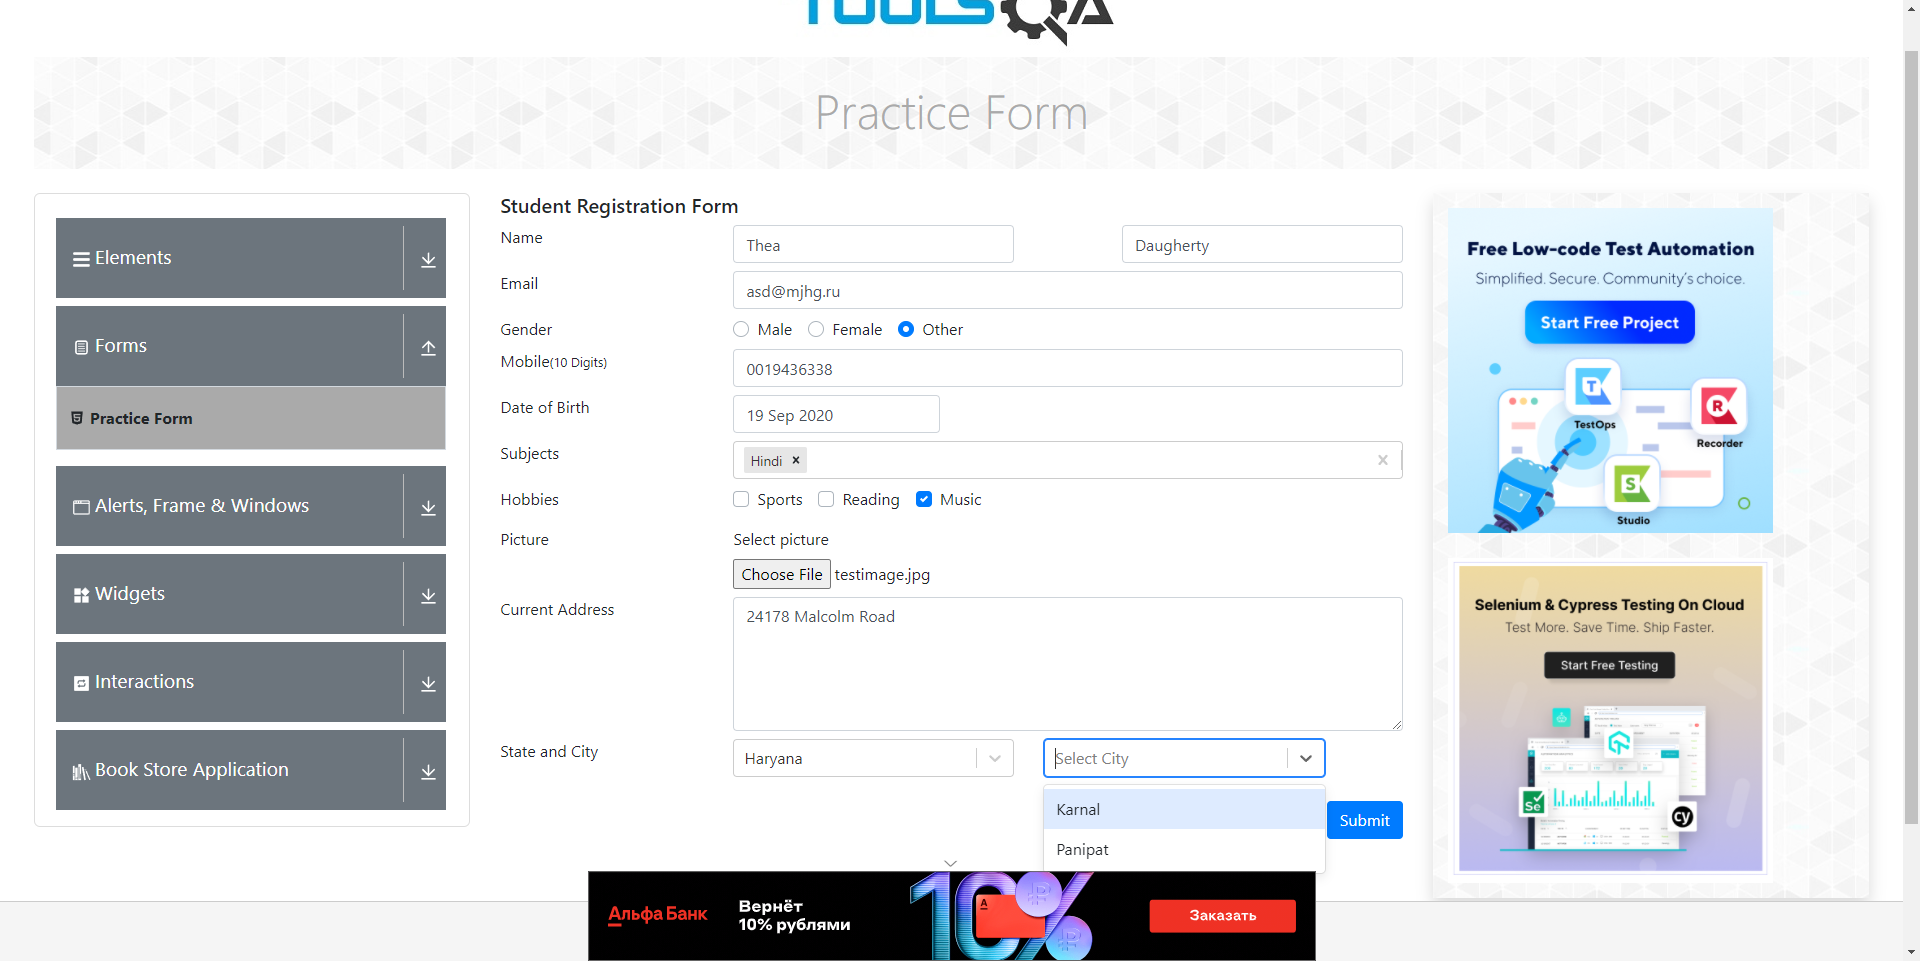 TOOLSQA
Practice Form
Elements
Forms
Practice Form
Alerts, Frame & Windows
Widgets
Interactions
Book Store Application
Student Registration Form
Name
Thea
Daugherty
Email
asd@mjhg.ru
Gender
Male
Female
Other
Mobile(10 Digits)
0019436338
Date of Birth
19 Sep 2020
Subjects
Hindi
Hobbies
Sports
Reading
Music
Picture
Select picture
Choose File testimage.jpg
Current Address
24178 Malcolm Road
State and City
Haryana
Select City
Karnal
Panipat
Submit
Free Low-code Test Automation
Simplified. Secure. Community's choice.
Start Free Project
T
TestOps
R
Recorder
S
Studio
Selenium & Cypress Testing On Cloud
Test More. Save Time. Ship Faster.
Start Free Testing
Se
cy
Альфа Банк
Вернёт
10% рублями
10%
А
Заказать